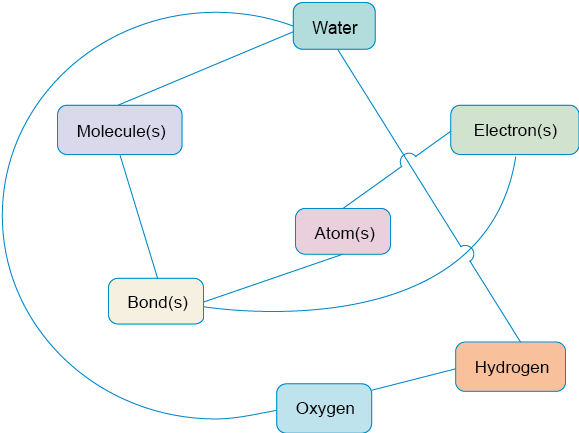 Water
Molecule(s)
Electron(s)
Atom(s)
Bond(s)
Hydrogen
Oxygen